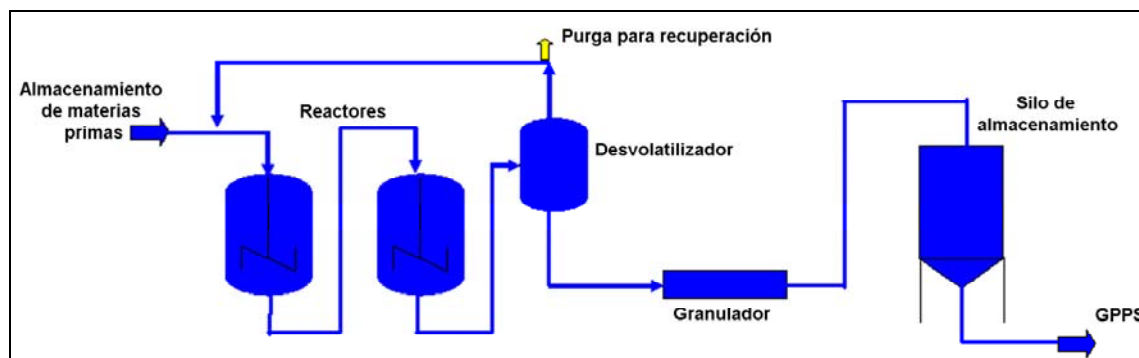 Purga para recuperación
Almacenamiento
de materias
primas
Reactores
Desvolatilizador
Silo de
almacenamiento
Granulador
GPPS